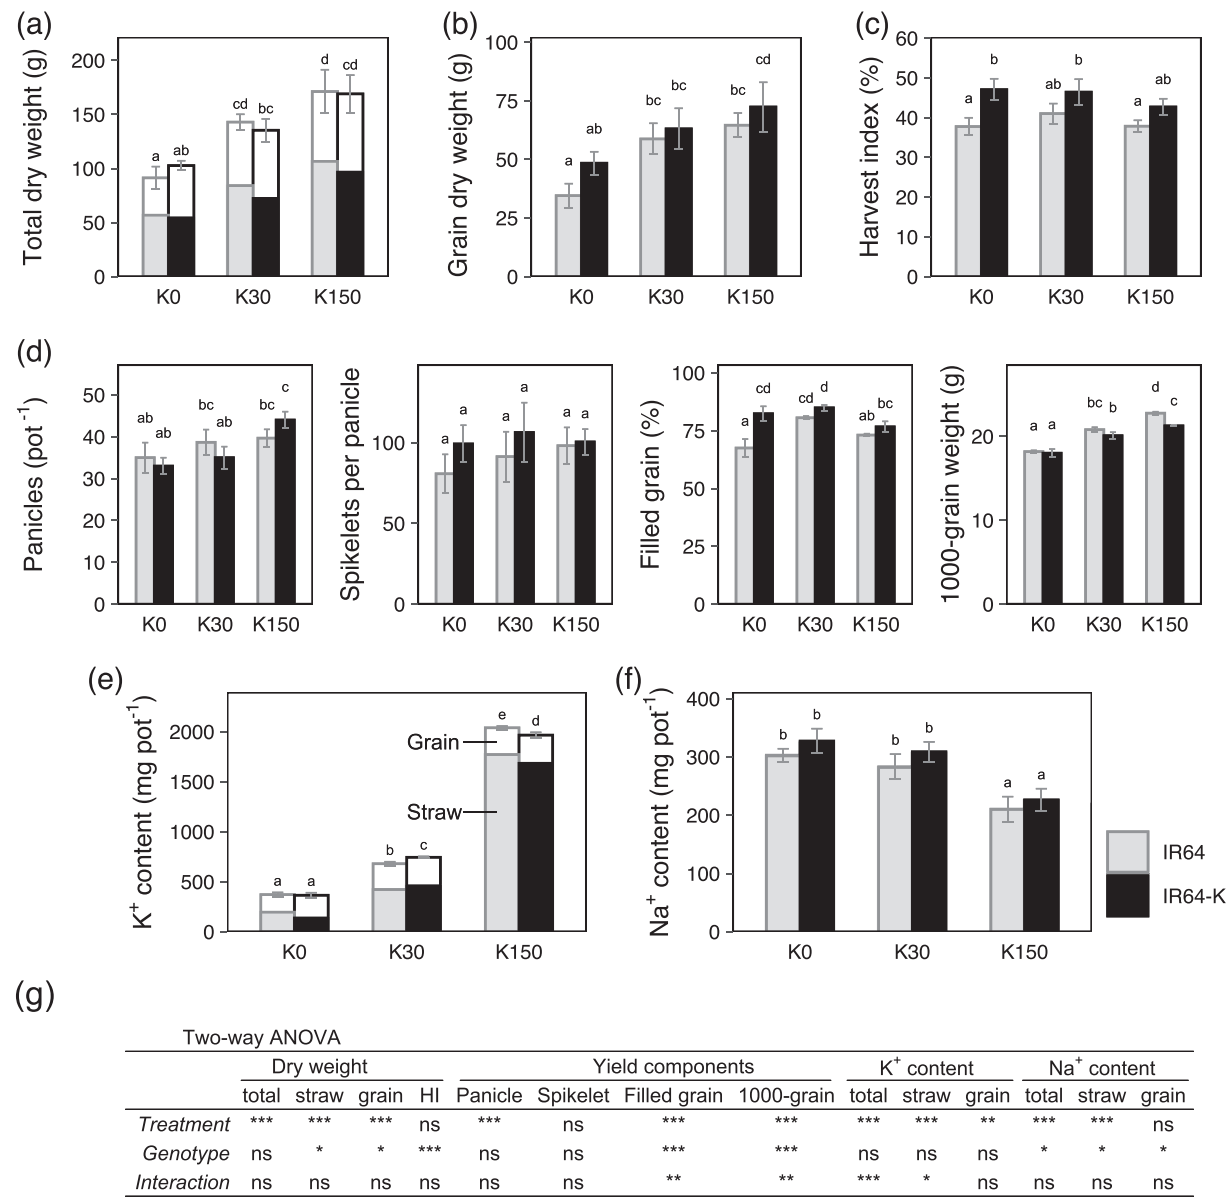 (a)
Total dry weight (g)
200
150
100
50
0
a
ab
cd
bc
d
cd
K0 K30 K150
(b)
Grain dry weight (g)
100
75
50
25
0
a
ab
bc
bc
bc
cd
K0 K30 K150
(c)
Harvest index (%)
60
50
40
30
20
10
0
a
b
ab
b
a
ab
K0 K30 K150
(d)
Panicles (pot⁻¹)
50
40
30
20
10
0
ab
ab
bc
ab
bc
c
K0 K30 K150
Spikelets per panicle
100
50
0
a
a
a
a
a
a
K0 K30 K150
Filled grain (%)
100
75
50
25
0
a
cd
cd
d
ab
bc
K0 K30 K150
1000-grain weight (g)
20
10
0
a
a
bc
b
d
c
K0 K30 K150
(e)
K⁺ content (mg pot⁻¹)
2000
1500
1000
500
0
a
a
b
c
e
d
Grain
Straw
K0 K30 K150
(f)
Na⁺ content (mg pot⁻¹)
400
300
200
100
0
b
b
b
b
a
a
K0 K30 K150
IR64
IR64-K
(g)
Two-way ANOVA
Dry weight Yield components K⁺ content Na⁺ content
total straw grain HI Panicle Spikelet Filled grain 1000-grain total straw grain total straw grain
Treatment *** *** *** ns *** ns *** *** *** *** ** *** *** ns
Genotype ns * * *** ns ns *** *** ns ns ns * * *
Interaction ns ns ns ns ns ns ** ** *** * ns ns ns ns